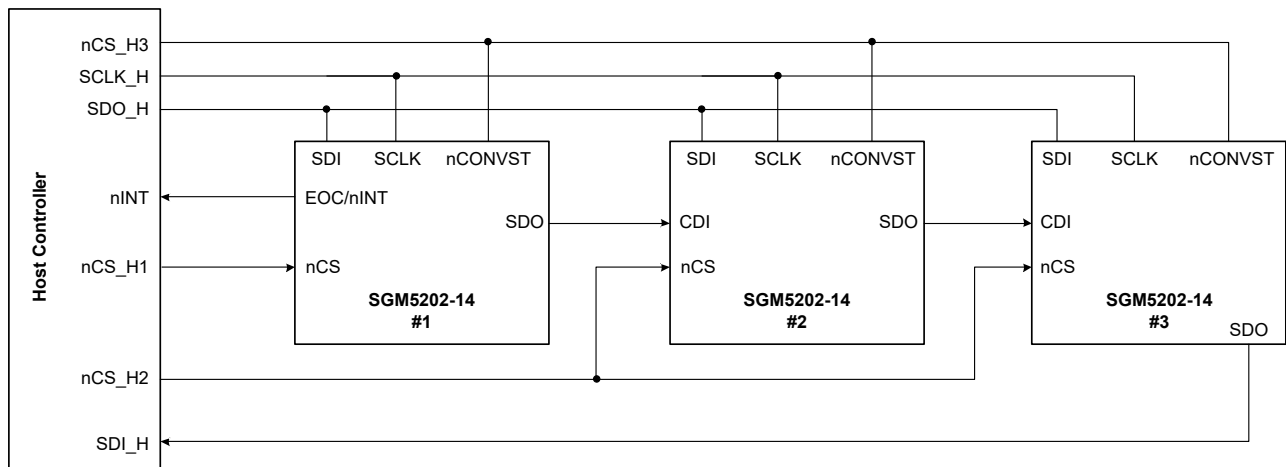 nCS_H3
SCLK_H
SDO_H
SDI SCLK nCONVST
SDI SCLK nCONVST
SDI SCLK nCONVST
Host Controller
nINT
EOC/nINT
SDO
CDI
SDO
CDI
nCS_H1
nCS
nCS
nCS
SGM5202-14
#1
SGM5202-14
#2
SGM5202-14
#3
SDO
nCS_H2
SDI_H